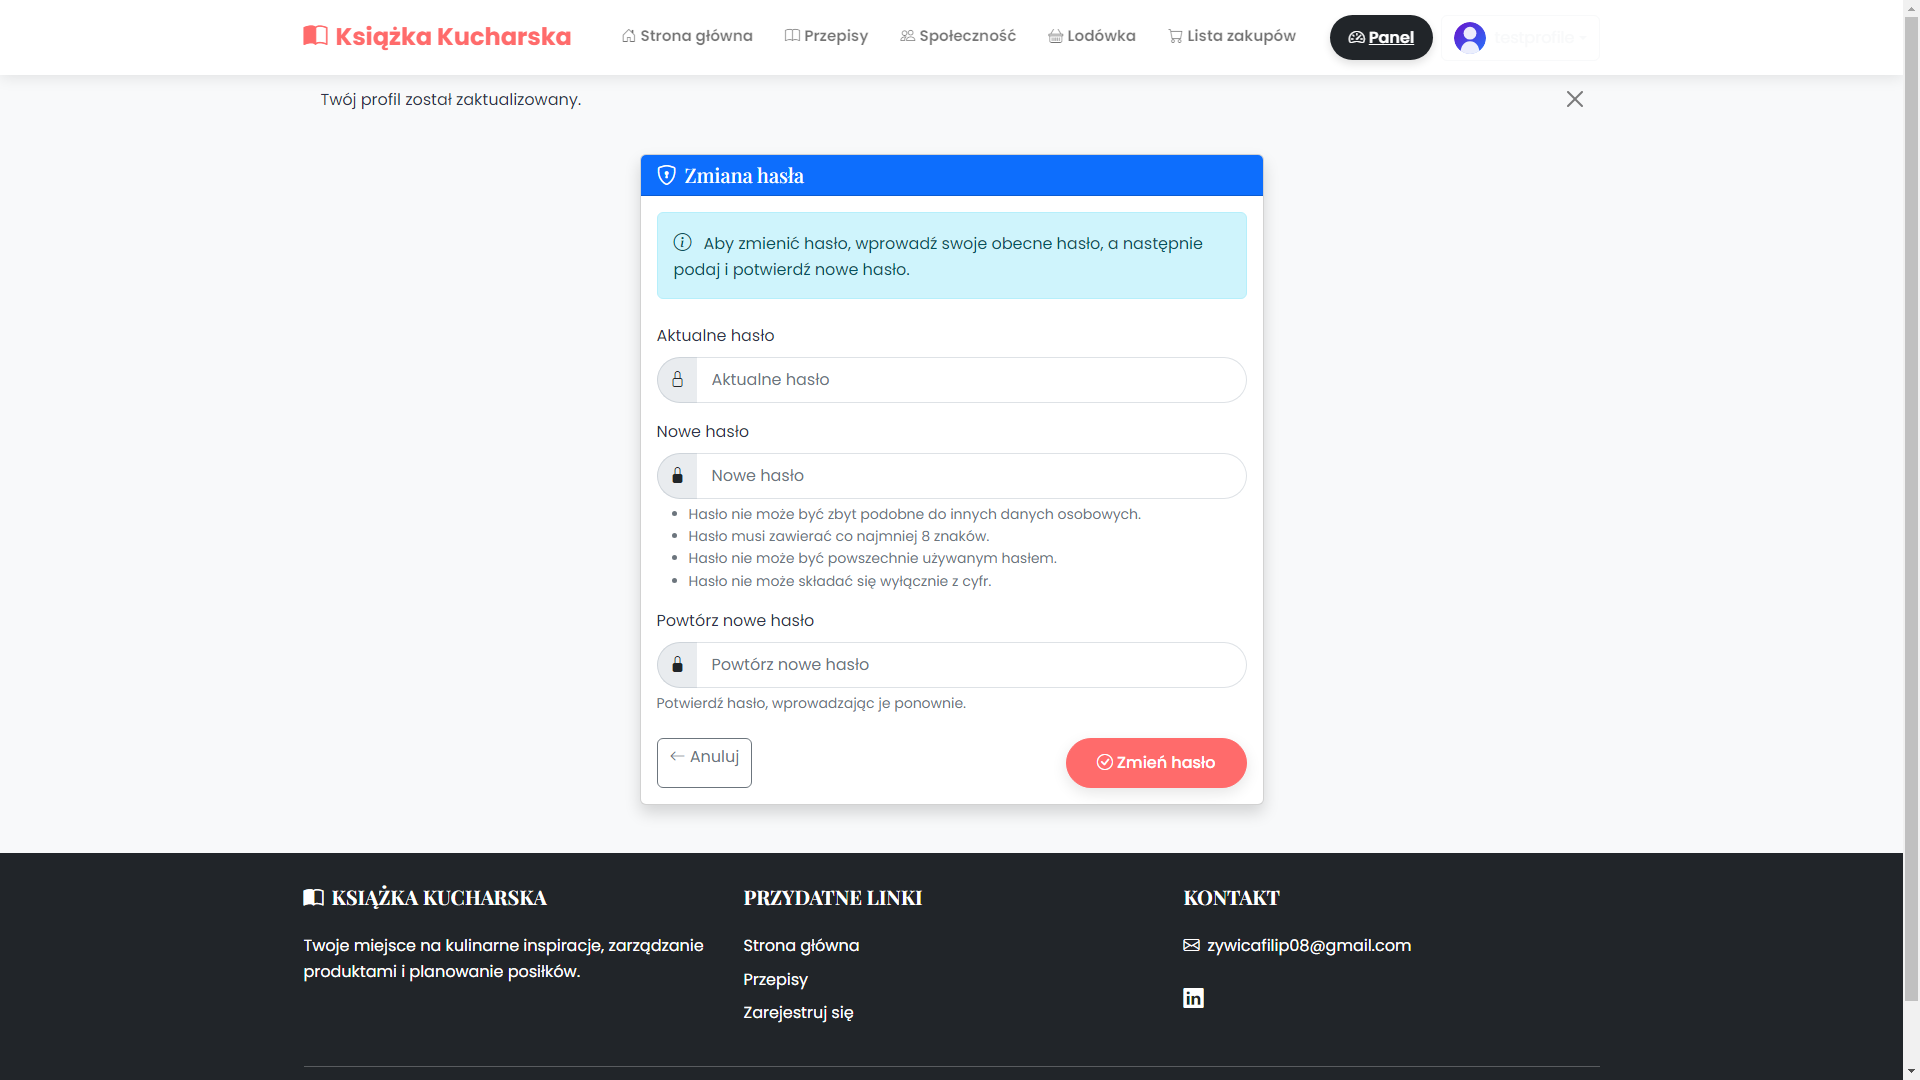 Książka Kucharska
Strona główna
Przepisy
Społeczność
Lodówka
Lista zakupów
Panel
Twój profil został zaktualizowany.
Zmiana hasła
Aby zmienić hasło, wprowadź swoje obecne hasło, a następnie
podaj i potwierdź nowe hasło.
Aktualne hasło
Aktualne hasło
Nowe hasło
Nowe hasło
Hasło nie może być zbyt podobne do innych danych osobowych.
Hasło musi zawierać co najmniej 8 znaków.
Hasło nie może być powszechnie używanym hasłem.
Hasło nie może składać się wyłącznie z cyfr.
Powtórz nowe hasło
Powtórz nowe hasło
Potwierdź hasło, wprowadzając je ponownie.
Anuluj
Zmień hasło
KSIĄŻKA KUCHARSKA
Twoje miejsce na kulinarne inspiracje, zarządzanie
produktami i planowanie posiłków.
PRZYDATNE LINKI
Strona główna
Przepisy
Zarejestruj się
KONTAKT
zywicafilip08@gmail.com